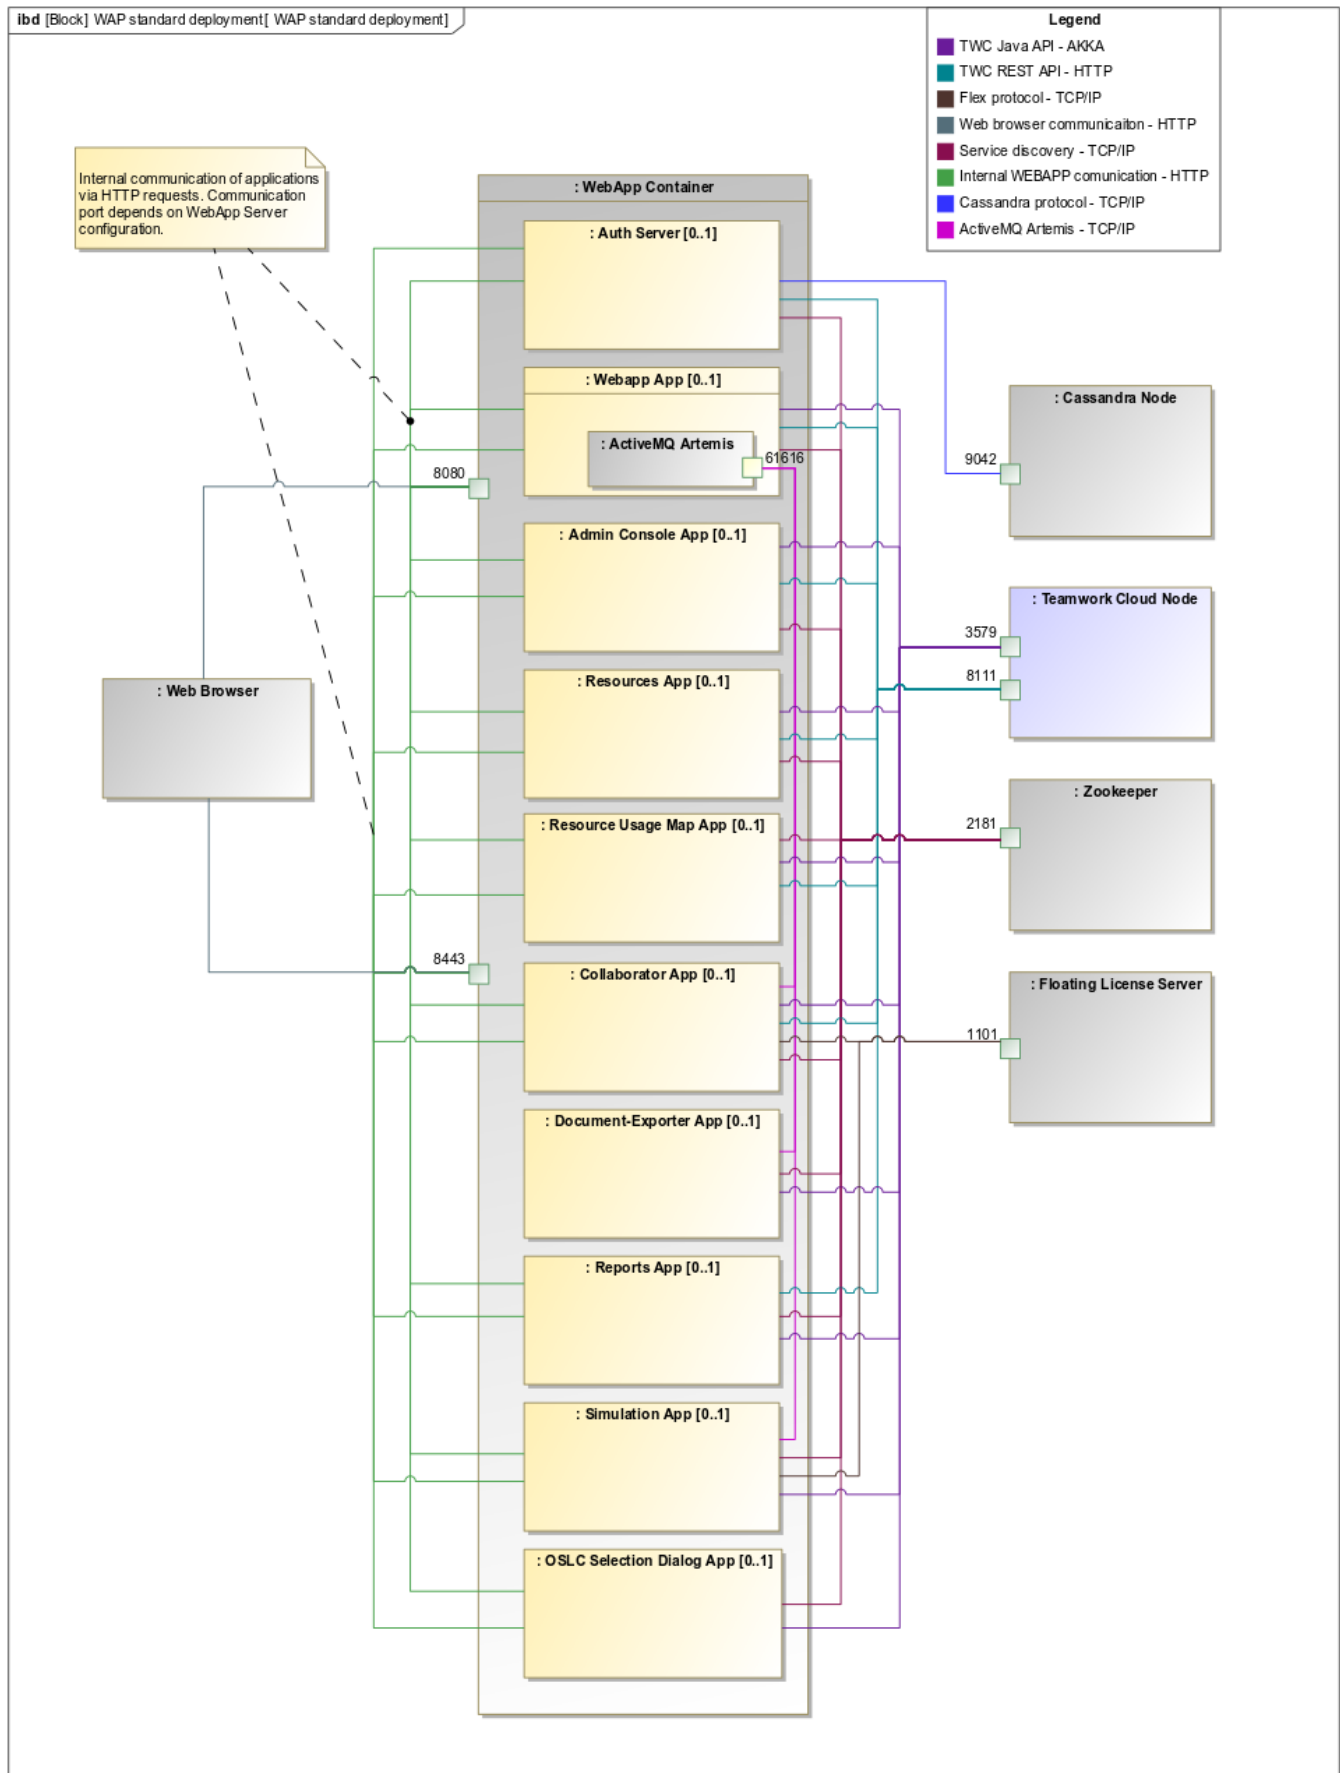 ibd [Block] WAP standard deployment[ WAP standard deployment]
Legend
TWC Java API - AKKA
TWC REST API - HTTP
Flex protocol - TCP/IP
Web browser communicaiton - HTTP
Service discovery - TCP/IP
Internal WEBAPP comunication - HTTP
Cassandra protocol - TCP/IP
ActiveMQ Artemis - TCP/IP
Internal communication of applications
via HTTP requests. Communication
port depends on WebApp Server
configuration.
: WebApp Container
: Auth Server [0..1]
: Webapp App [0..1]
: ActiveMQ Artemis
61616
8080
: Cassandra Node
9042
: Admin Console App [0..1]
: Teamwork Cloud Node
3579
8111
: Web Browser
: Resources App [0..1]
: Zookeeper
2181
: Resource Usage Map App [0..1]
8443
: Collaborator App [0..1]
: Floating License Server
1101
: Document-Exporter App [0..1]
: Reports App [0..1]
: Simulation App [0..1]
: OSLC Selection Dialog App [0..1]